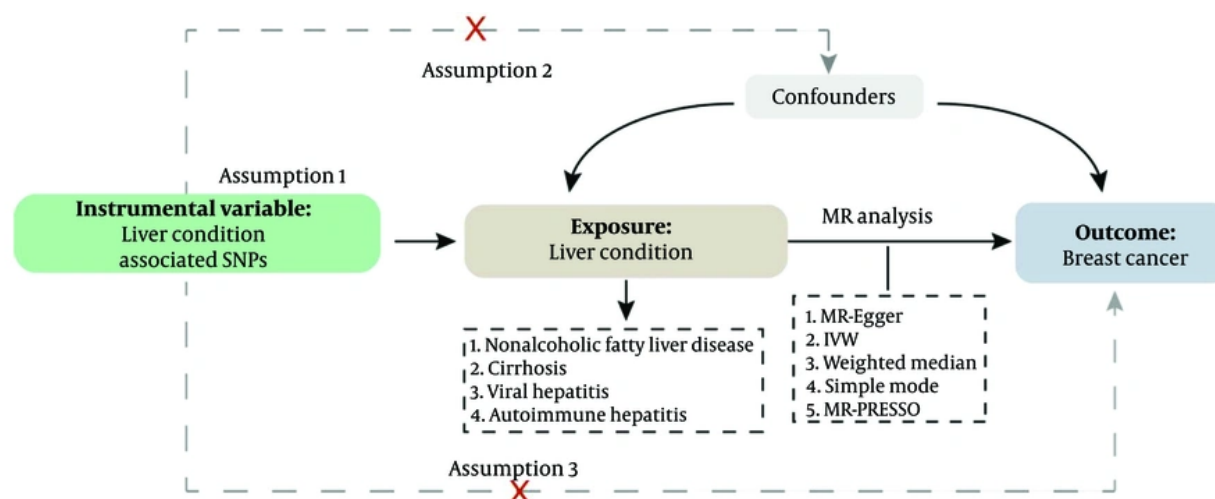 Assumption 2
Confounders
Assumption 1
Instrumental variable:
Liver condition
associated SNPs
Exposure:
Liver condition
MR analysis
Outcome:
Breast cancer
1. Nonalcoholic fatty liver disease
2. Cirrhosis
3. Viral hepatitis
4. Autoimmune hepatitis
1. MR-Egger
2. IVW
3. Weighted median
4. Simple mode
5. MR-PRESSO
Assumption 3